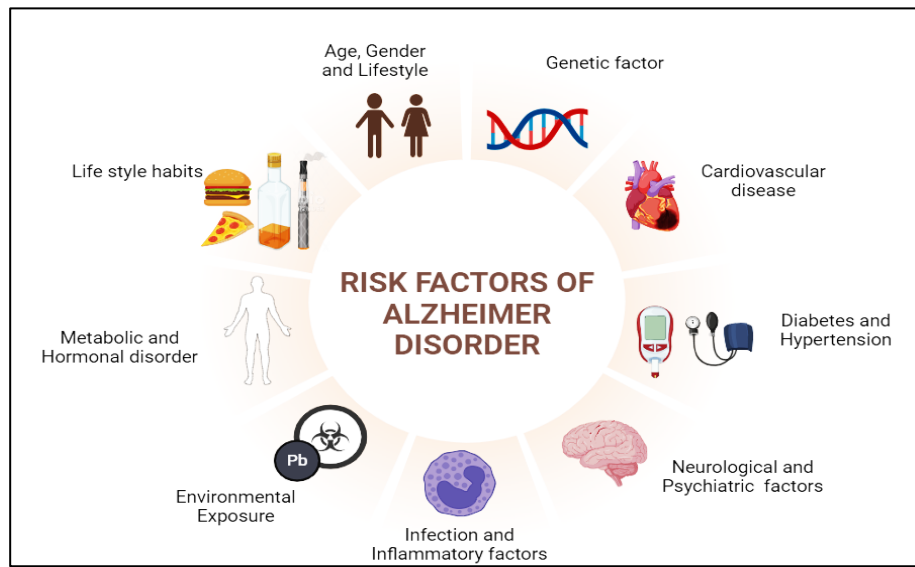 Age, Gender
and Lifestyle
Genetic factor
Life style habits
Cardiovascular
disease
RISK FACTORS OF
ALZHEIMER
DISORDER
Metabolic and
Hormonal disorder
Diabetes and
Hypertension
Pb
Environmental
Exposure
Neurological and
Psychiatric factors
Infection and
Inflammatory factors